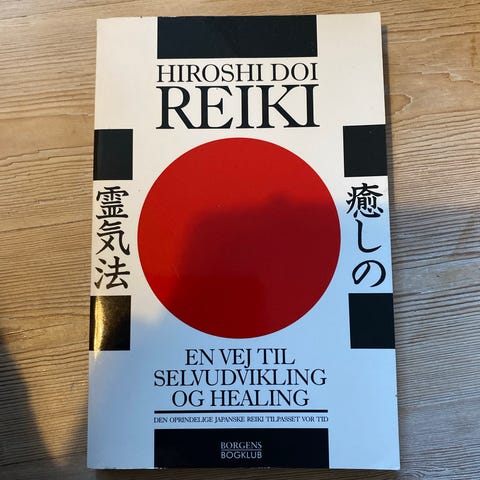 HIROSHI DOI
REIKI
癒しの
霊気法
EN VEJ TIL
SELVUDVIKLING
OG HEALING
DEN OPRINDELIGE JAPANSKE REIKI TILPASSET VOR TID
BORGENS
BOGKLUB